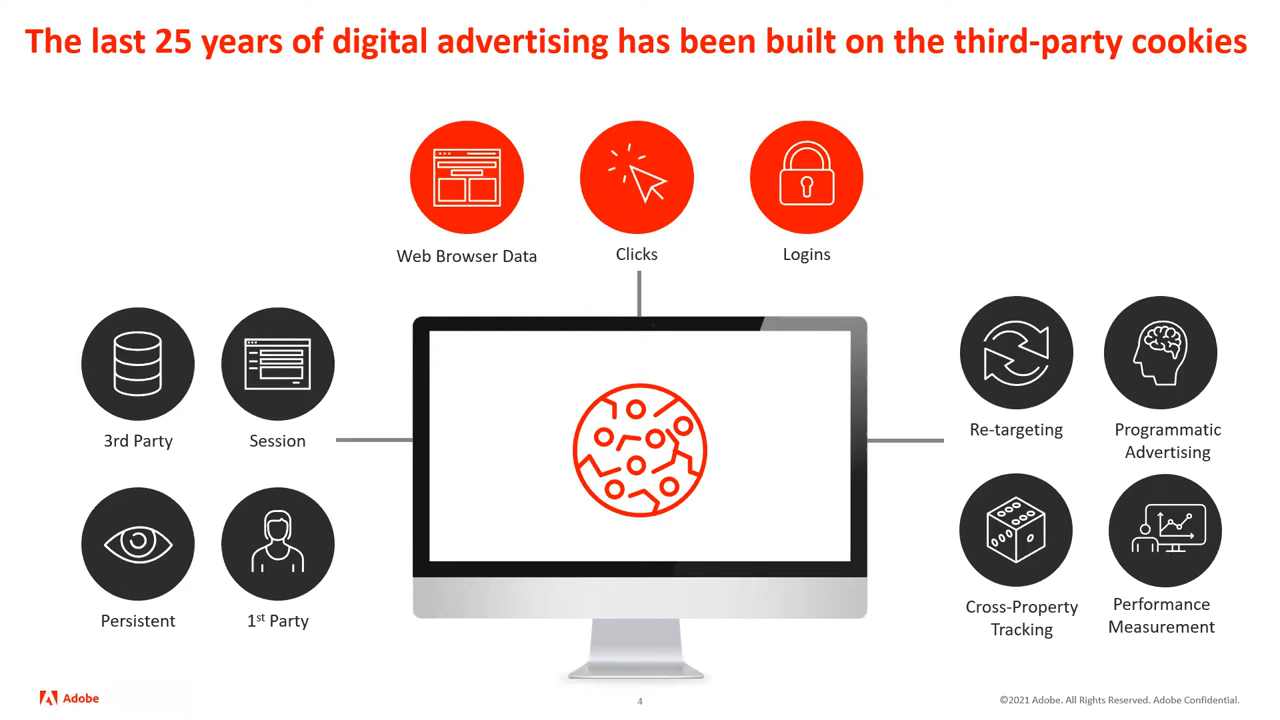 The last 25 years of digital advertising has been built on the third-party cookies
Web Browser Data
Clicks
Logins
3rd Party
Session
Re-targeting
Programmatic
Advertising
Persistent
1st Party
Cross-Property
Tracking
Performance
Measurement
Adobe
4
©2021 Adobe. All Rights Reserved. Adobe Confidential.